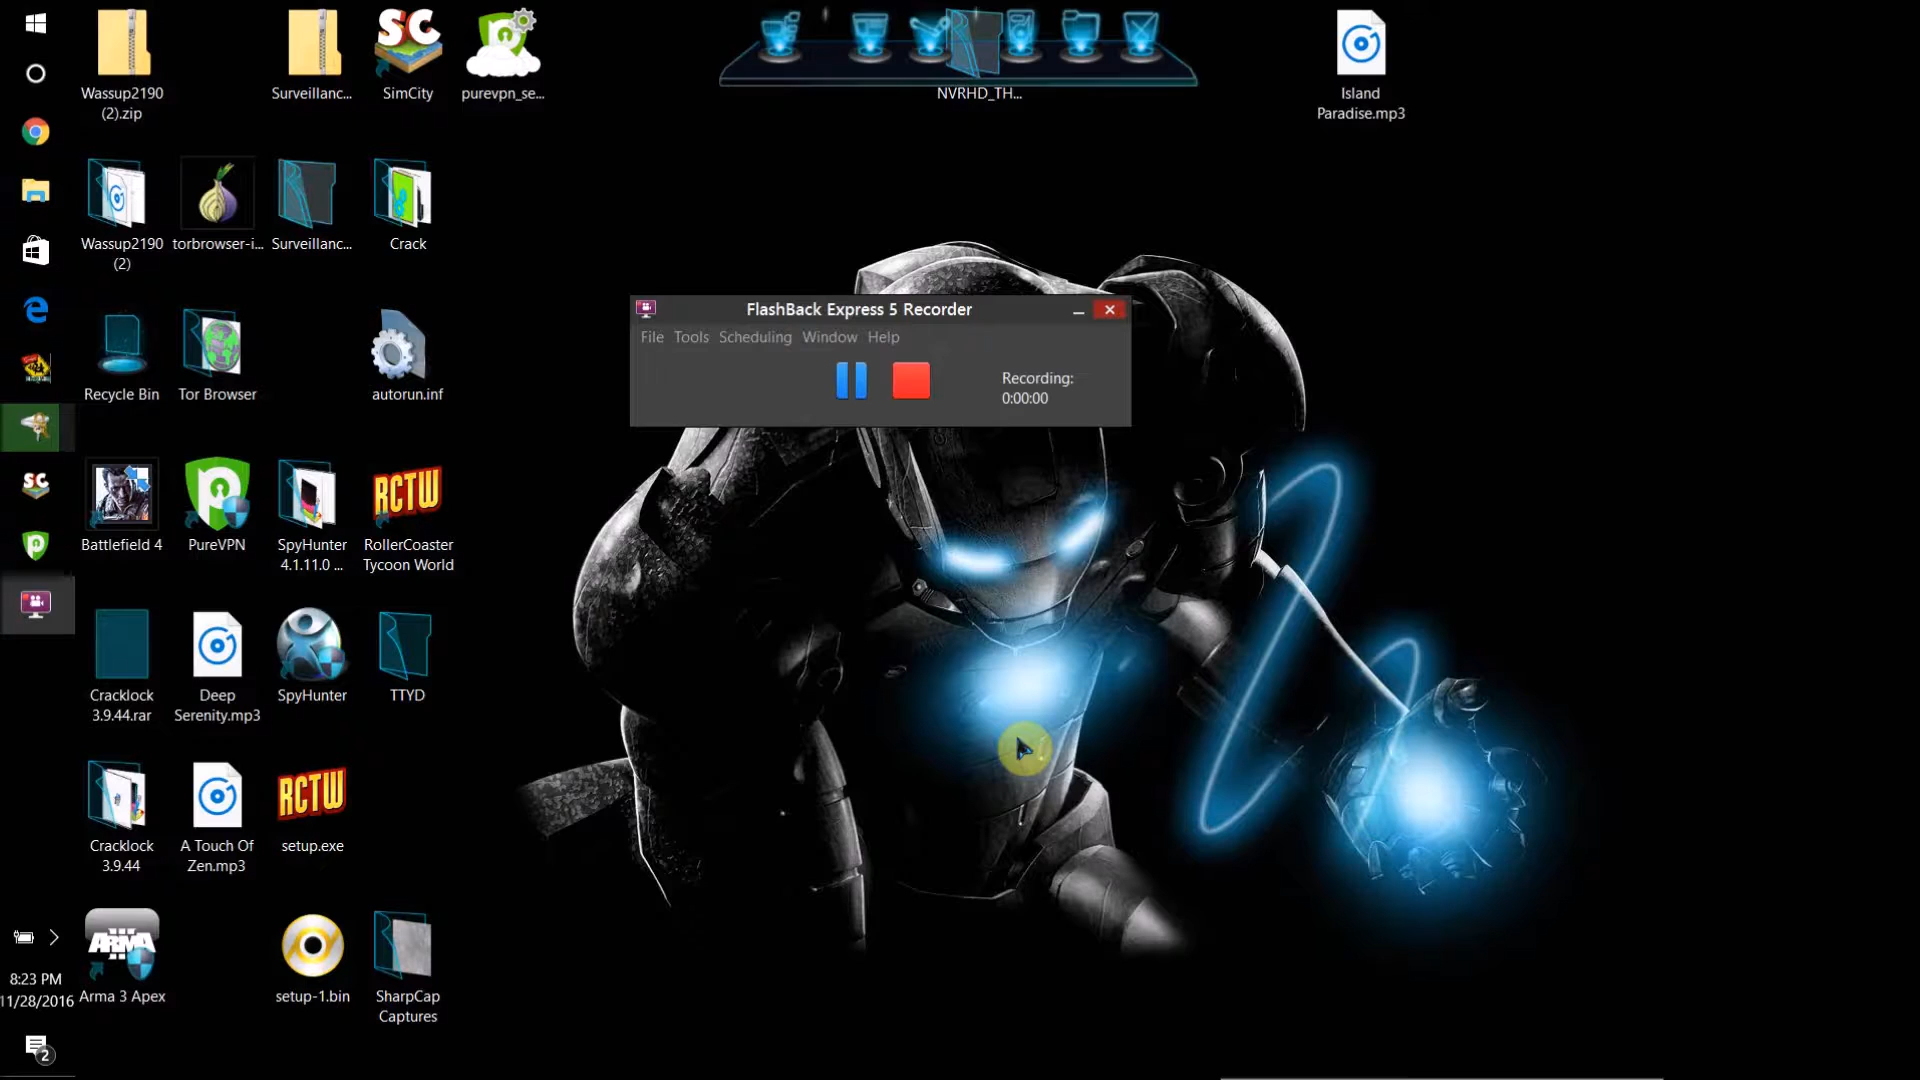 Wassup2190
(2).zip
Surveillanc...
SC
SimCity
purevpn_se...
NVRHD_TH...
Island
Paradise.mp3
Wassup2190
(2)
torbrowser-i...
Surveillanc...
Crack
FlashBack Express 5 Recorder
File Tools Scheduling Window Help
Recording:
0:00:00
Recycle Bin
Tor Browser
autorun.inf
SC
Battlefield 4
PureVPN
SpyHunter
4.1.11.0 ...
RCTW
RollerCoaster
Tycoon World
Cracklock
3.9.44.rar
Deep
Serenity.mp3
SpyHunter
TTYD
Cracklock
3.9.44
A Touch Of
Zen.mp3
RCTW
setup.exe
ARMA
Arma 3 Apex
setup-1.bin
SharpCap
Captures
8:23 PM
11/28/2016
2